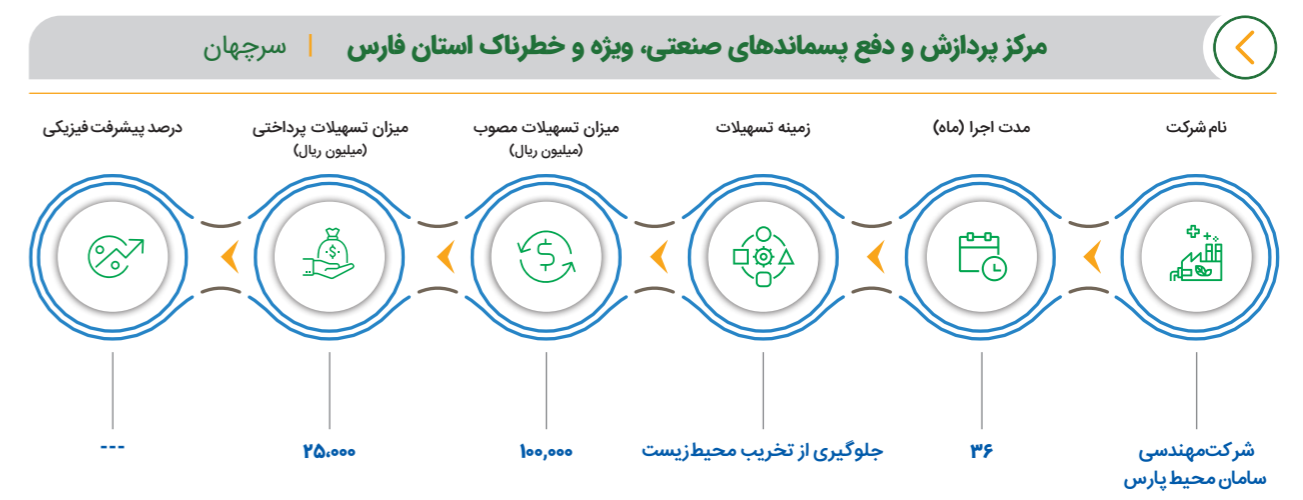 مرکز پردازش و دفع پسماندهای صنعتی، ویژه و خطرناک استان فارس | سرچهان
نام شرکت
مدت اجرا (ماه)
زمینه تسهیلات
میزان تسهیلات مصوب
(میلیون ریال)
میزان تسهیلات پرداختی
(میلیون ریال)
درصد پیشرفت فیزیکی
شرکت مهندسی
سامان محیط پارس
۳۶
جلوگیری از تخریب محیط‌زیست
۱۰۰,۰۰۰
۲۵,۰۰۰
---